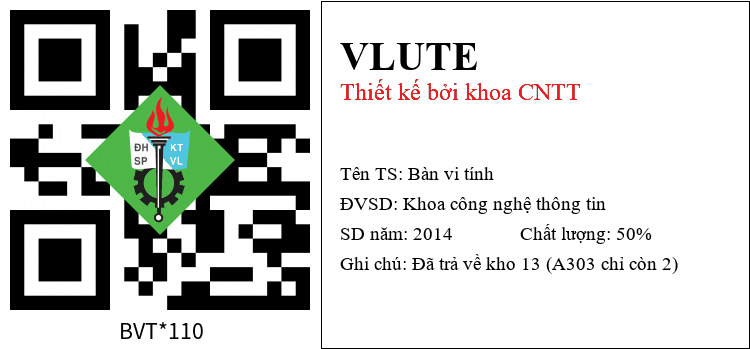 ĐH
KT
SP
VL
BVT*110
VLUTE
Thiết kế bởi khoa CNTT
Tên TS: Bàn vi tính
ĐVSD: Khoa công nghệ thông tin
SD năm: 2014 Chất lượng: 50%
Ghi chú: Đã trả về kho 13 (A303 chỉ còn 2)